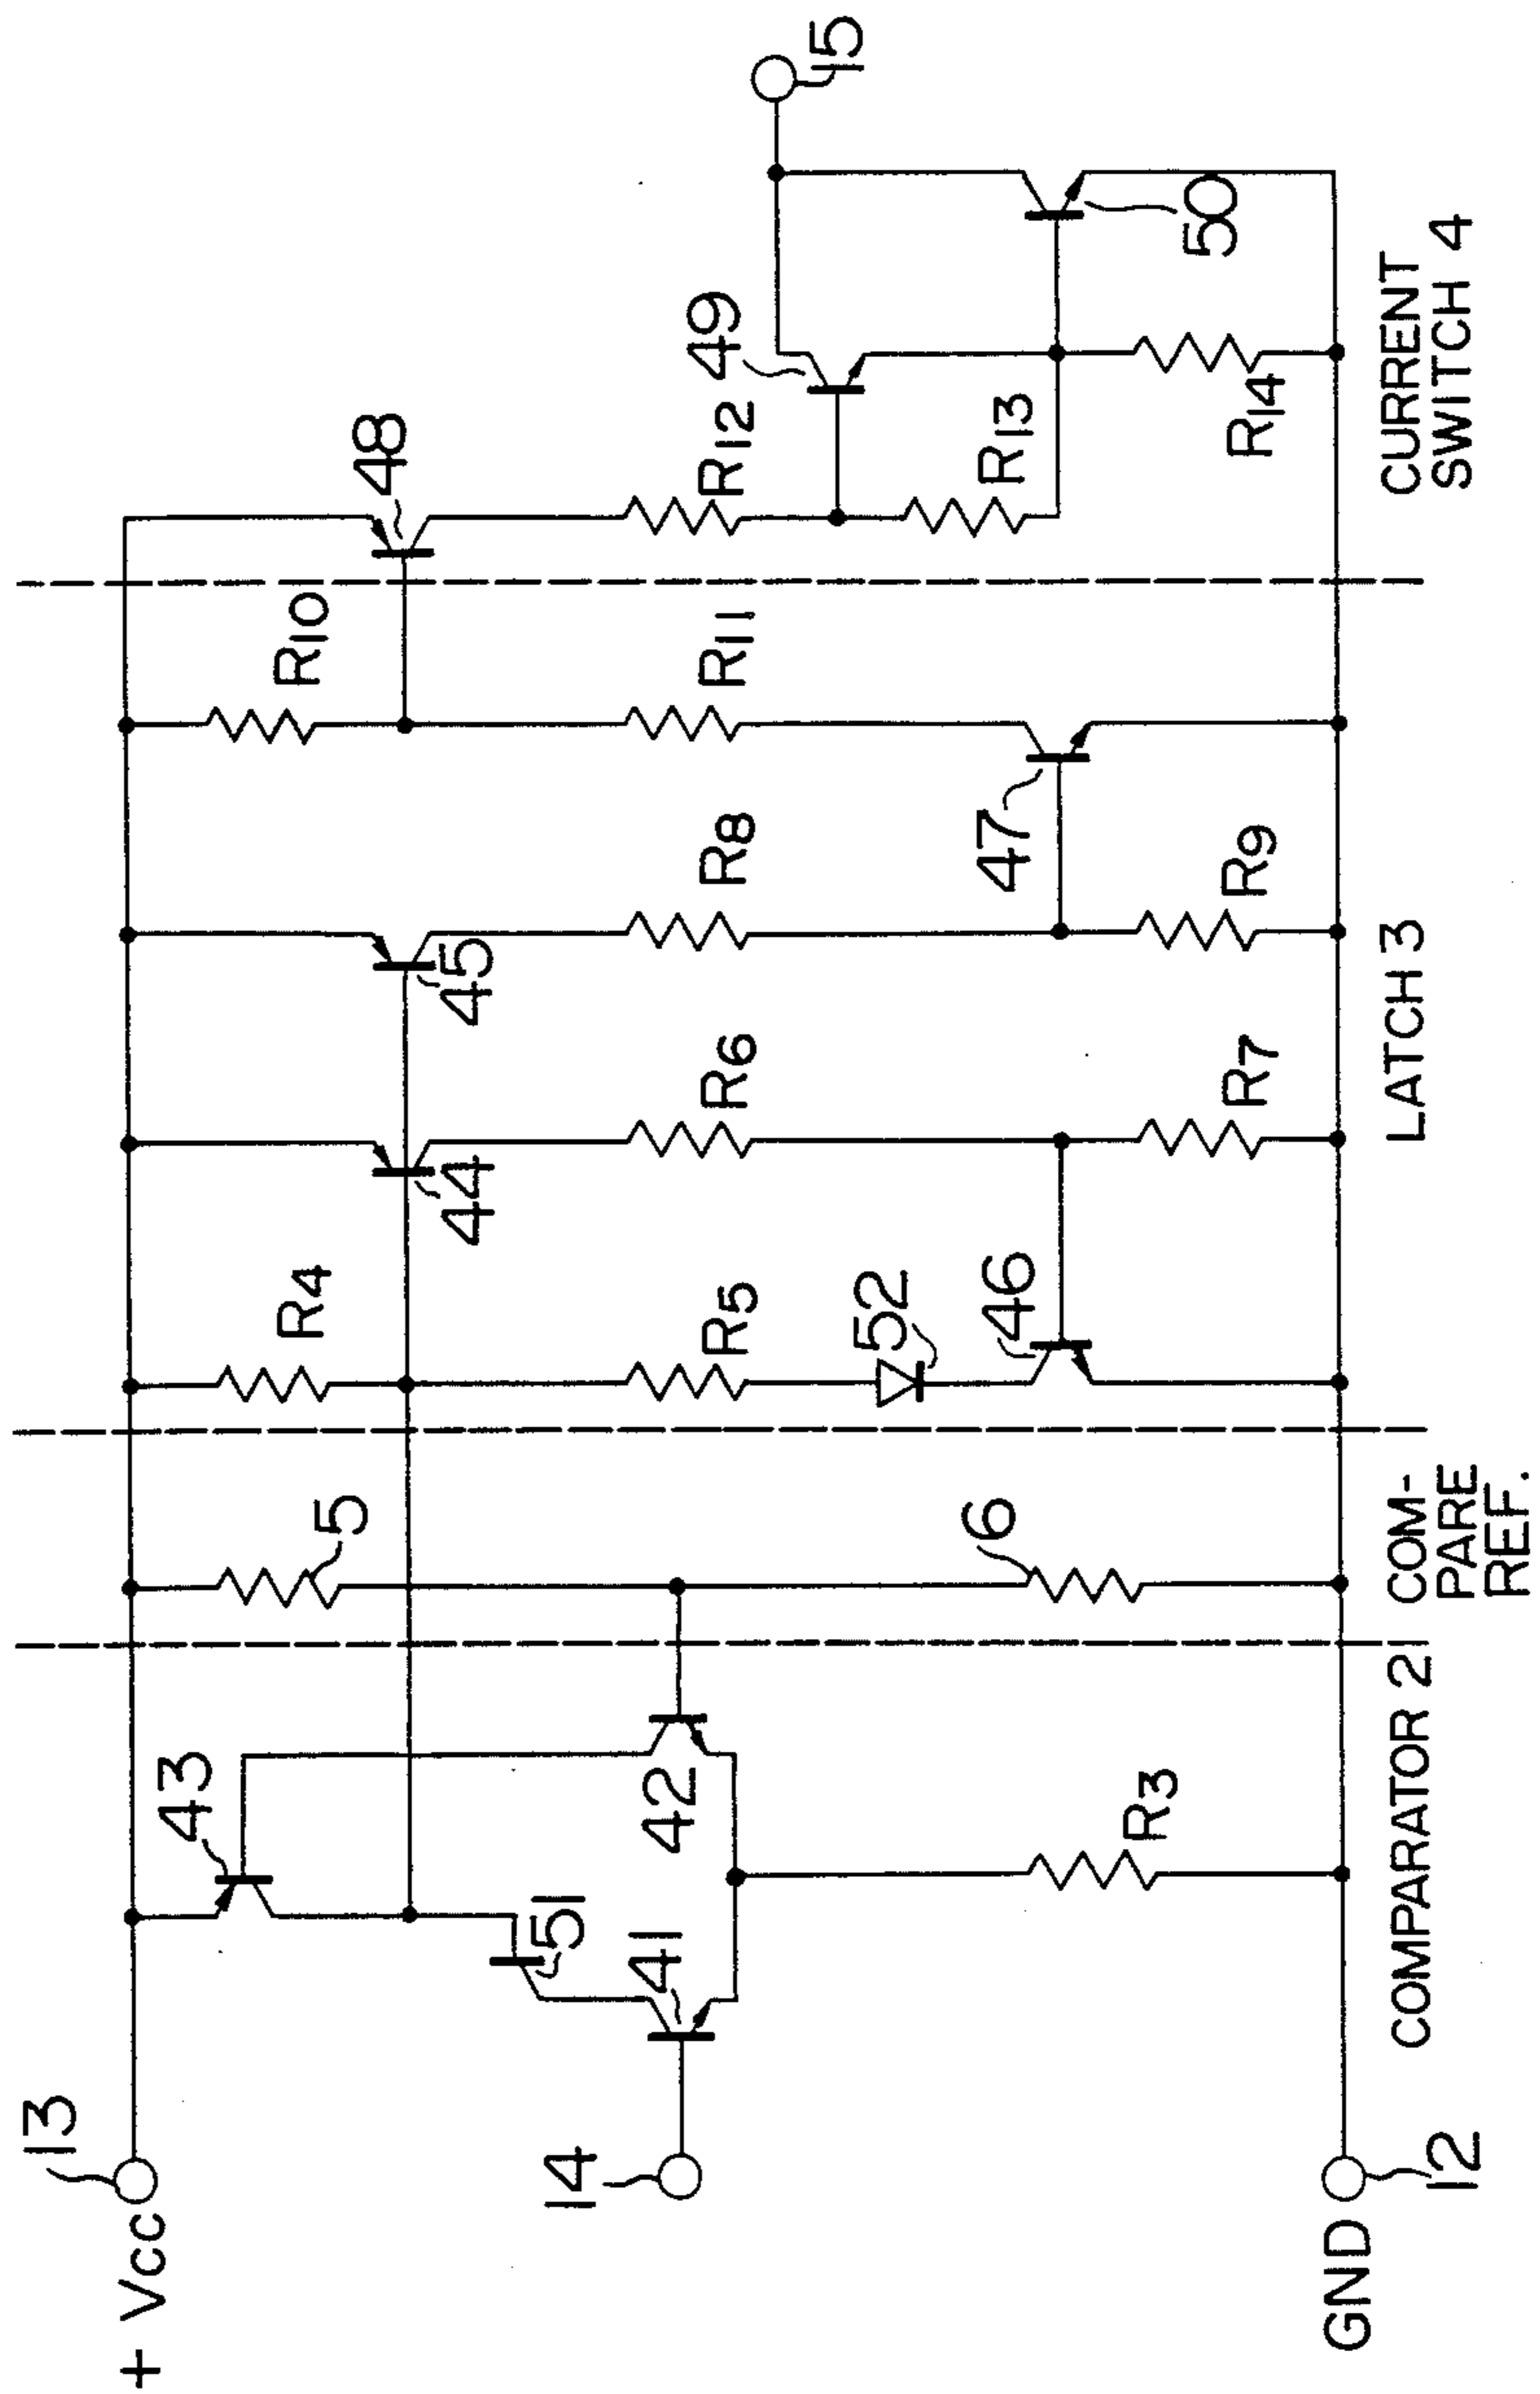 + Vcc
13
14
GND
12
43
51
41
42
R3
COMPARATOR 2
5
6
COM-
PARE
REF.
R4
R5
52
46
44
R6
R7
45
R8
R9
47
LATCH 3
R10
R11
48
R12
R13
49
R14
50
15
CURRENT
SWITCH 4